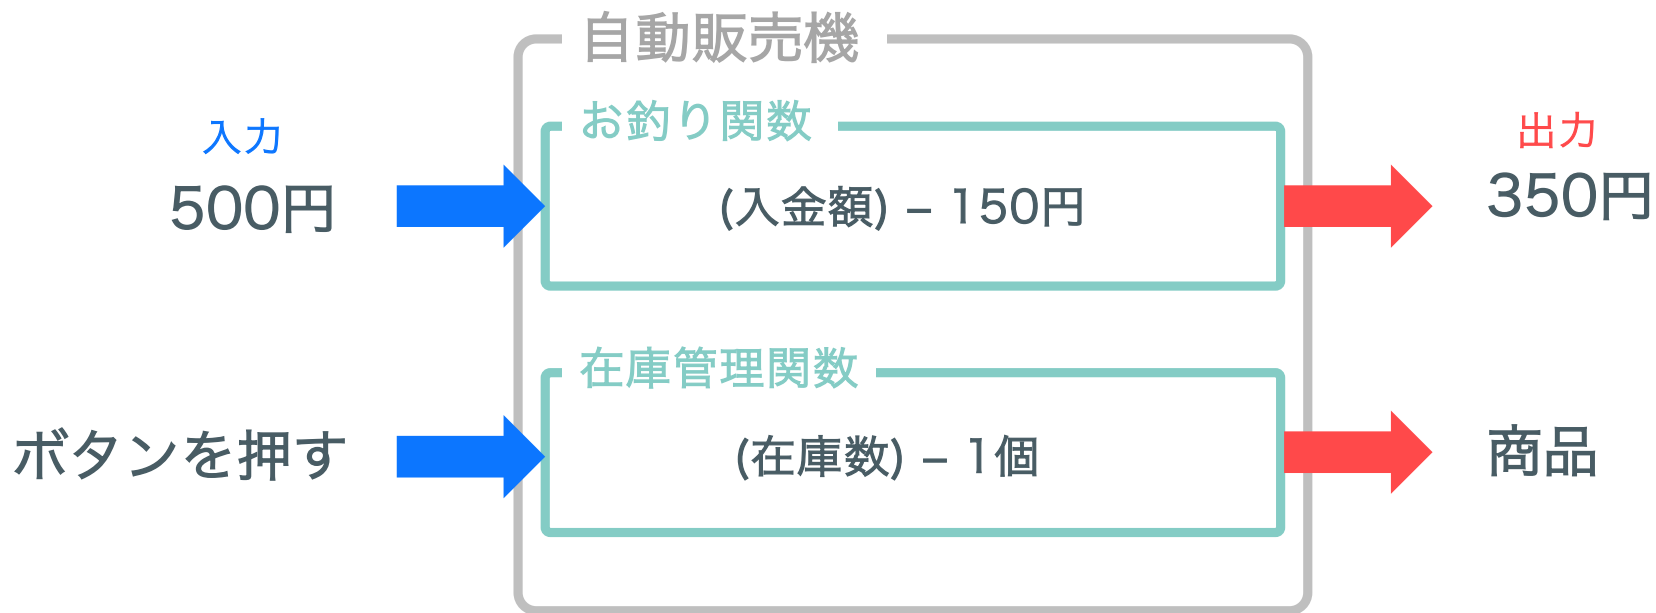 自動販売機
お釣り関数
入力
出力
500円
(入金額) − 150円
350円
在庫管理関数
ボタンを押す
(在庫数) − 1個
商品